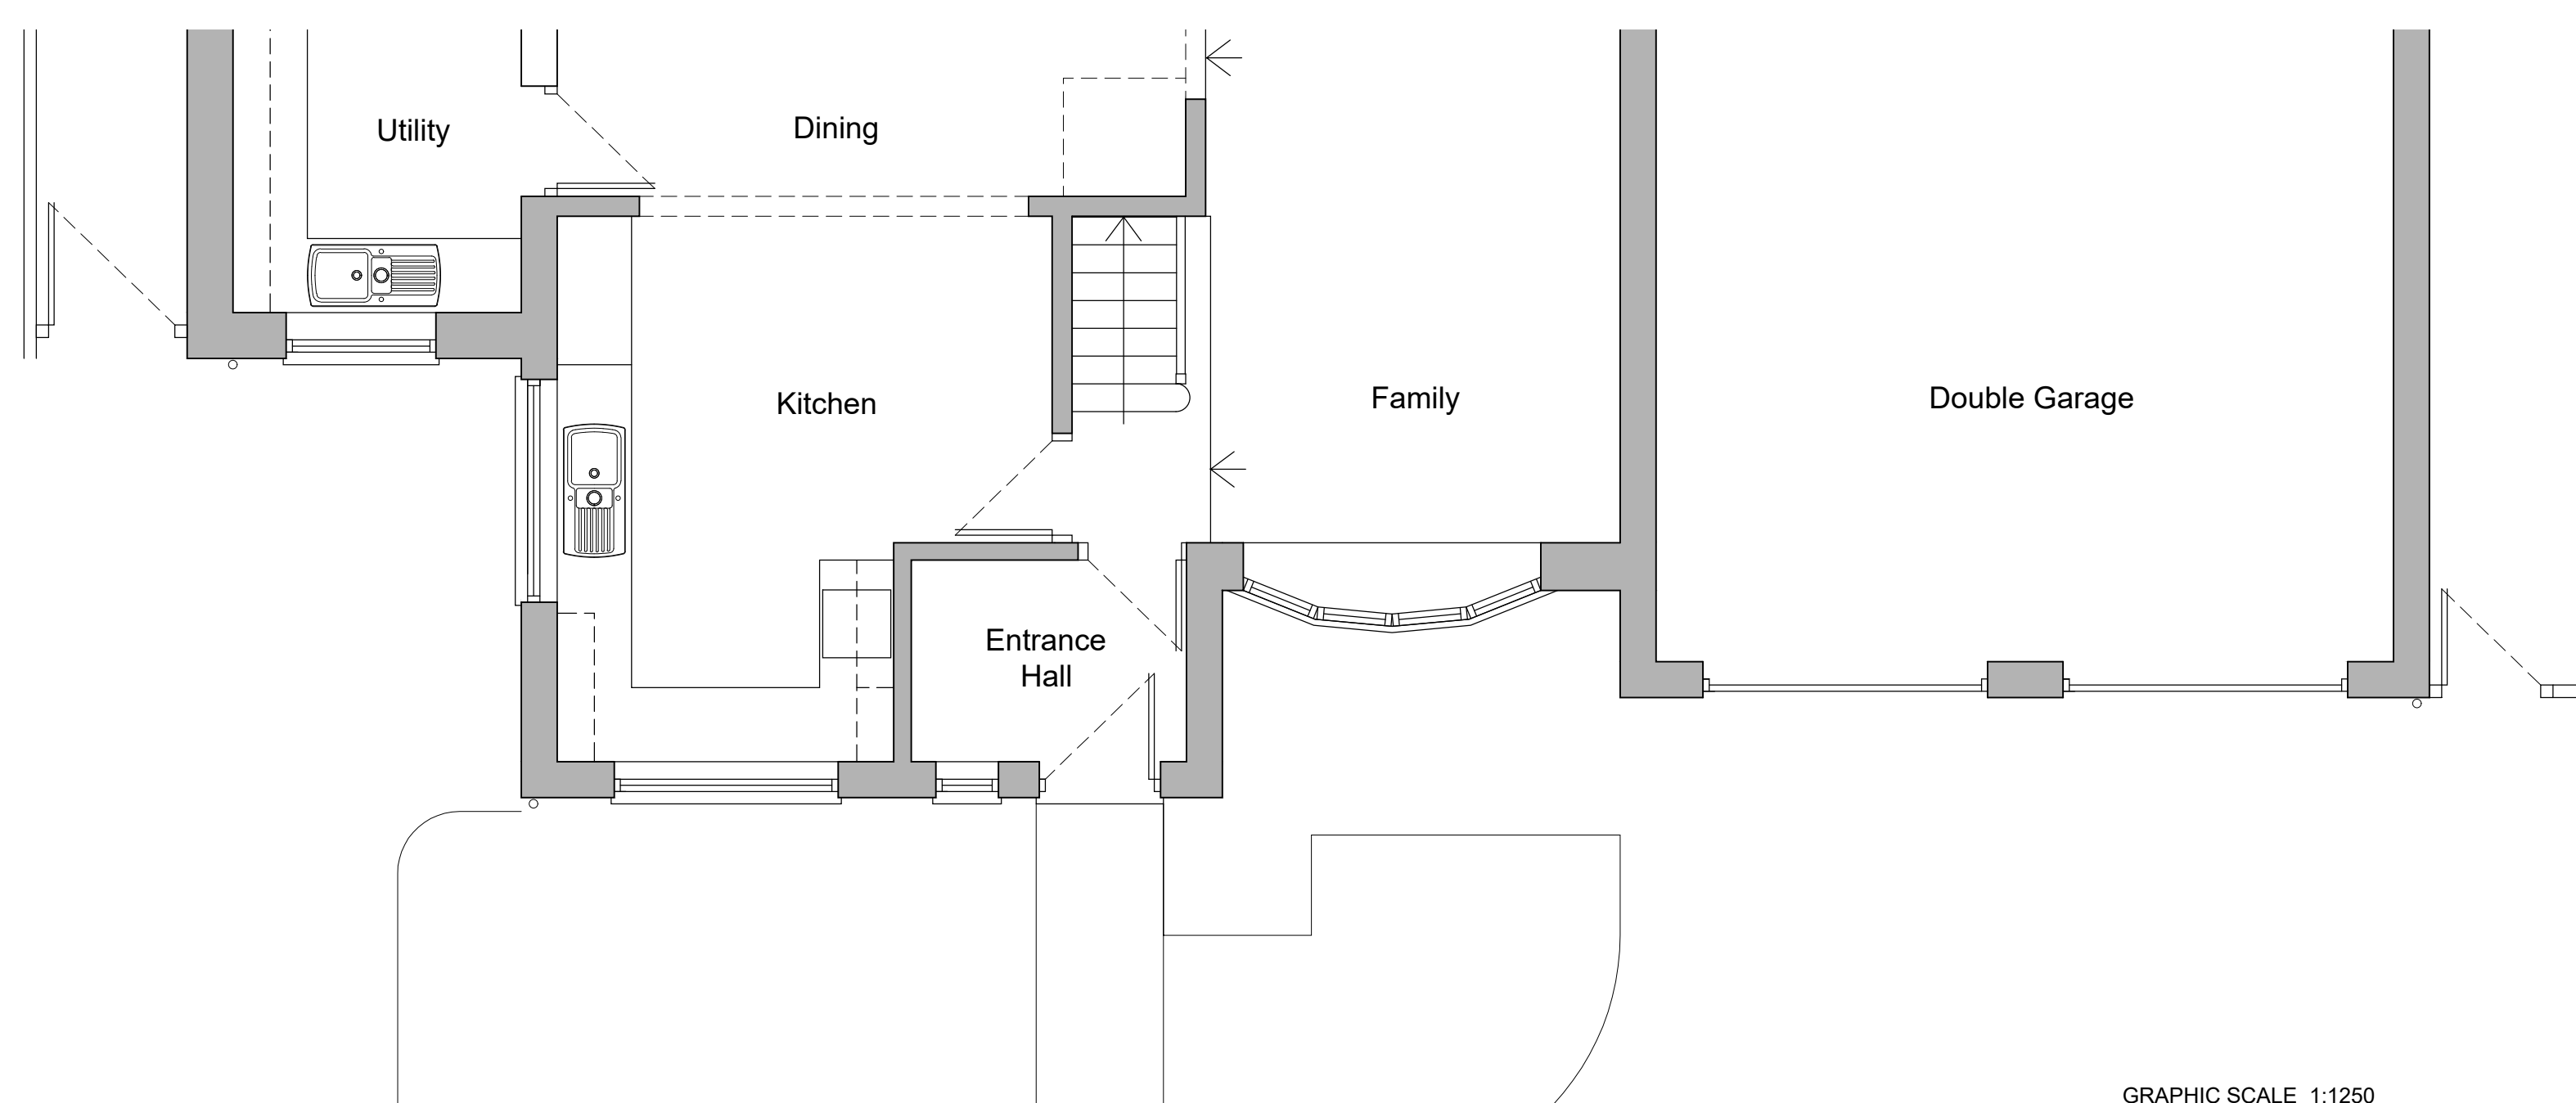 Utility
Dining
Kitchen
Family
Double Garage
Entrance
Hall
GRAPHIC SCALE 1:1250